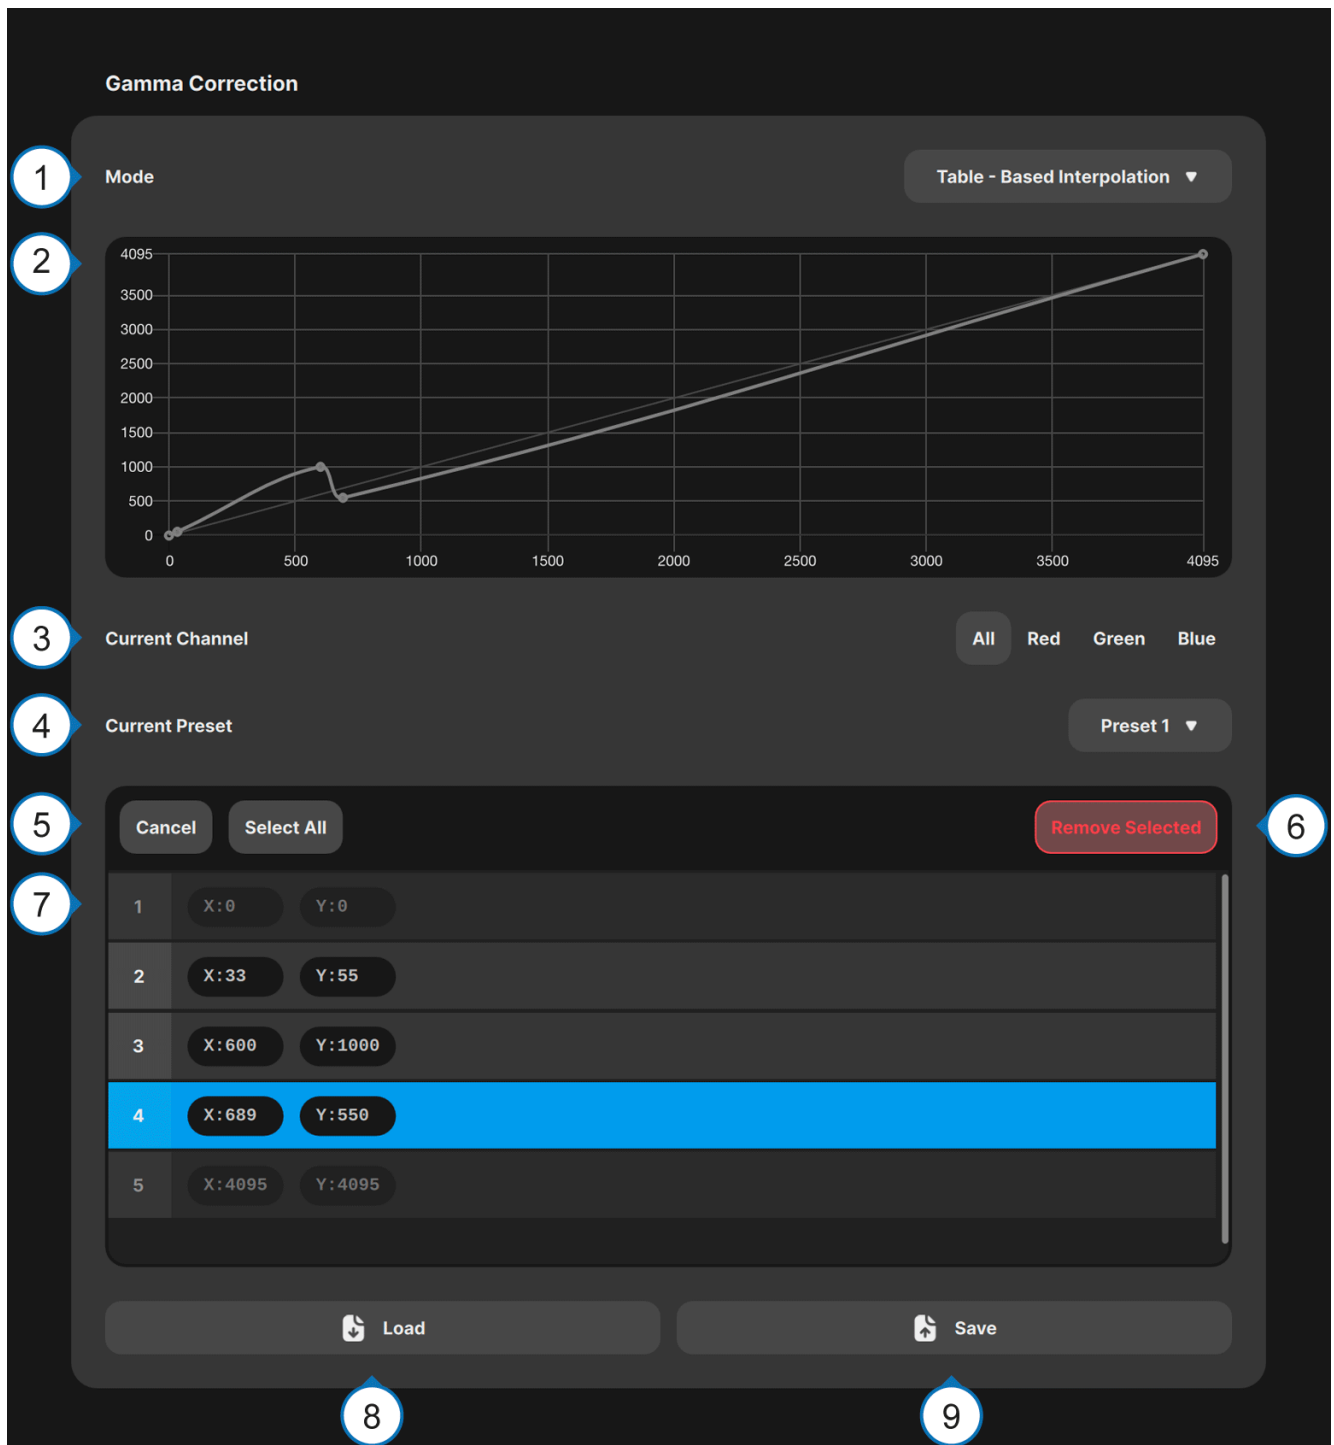 Gamma Correction
1 Mode Table - Based Interpolation
2
4095
3500
3000
2500
2000
1500
1000
500
0
0 500 1000 1500 2000 2500 3000 3500 4095
3 Current Channel All Red Green Blue
4 Current Preset Preset 1
5 Cancel Select All Remove Selected 6
7 1 X:0 Y:0
2 X:33 Y:55
3 X:600 Y:1000
4 X:689 Y:550
5 X:4095 Y:4095
Load Save
8 9